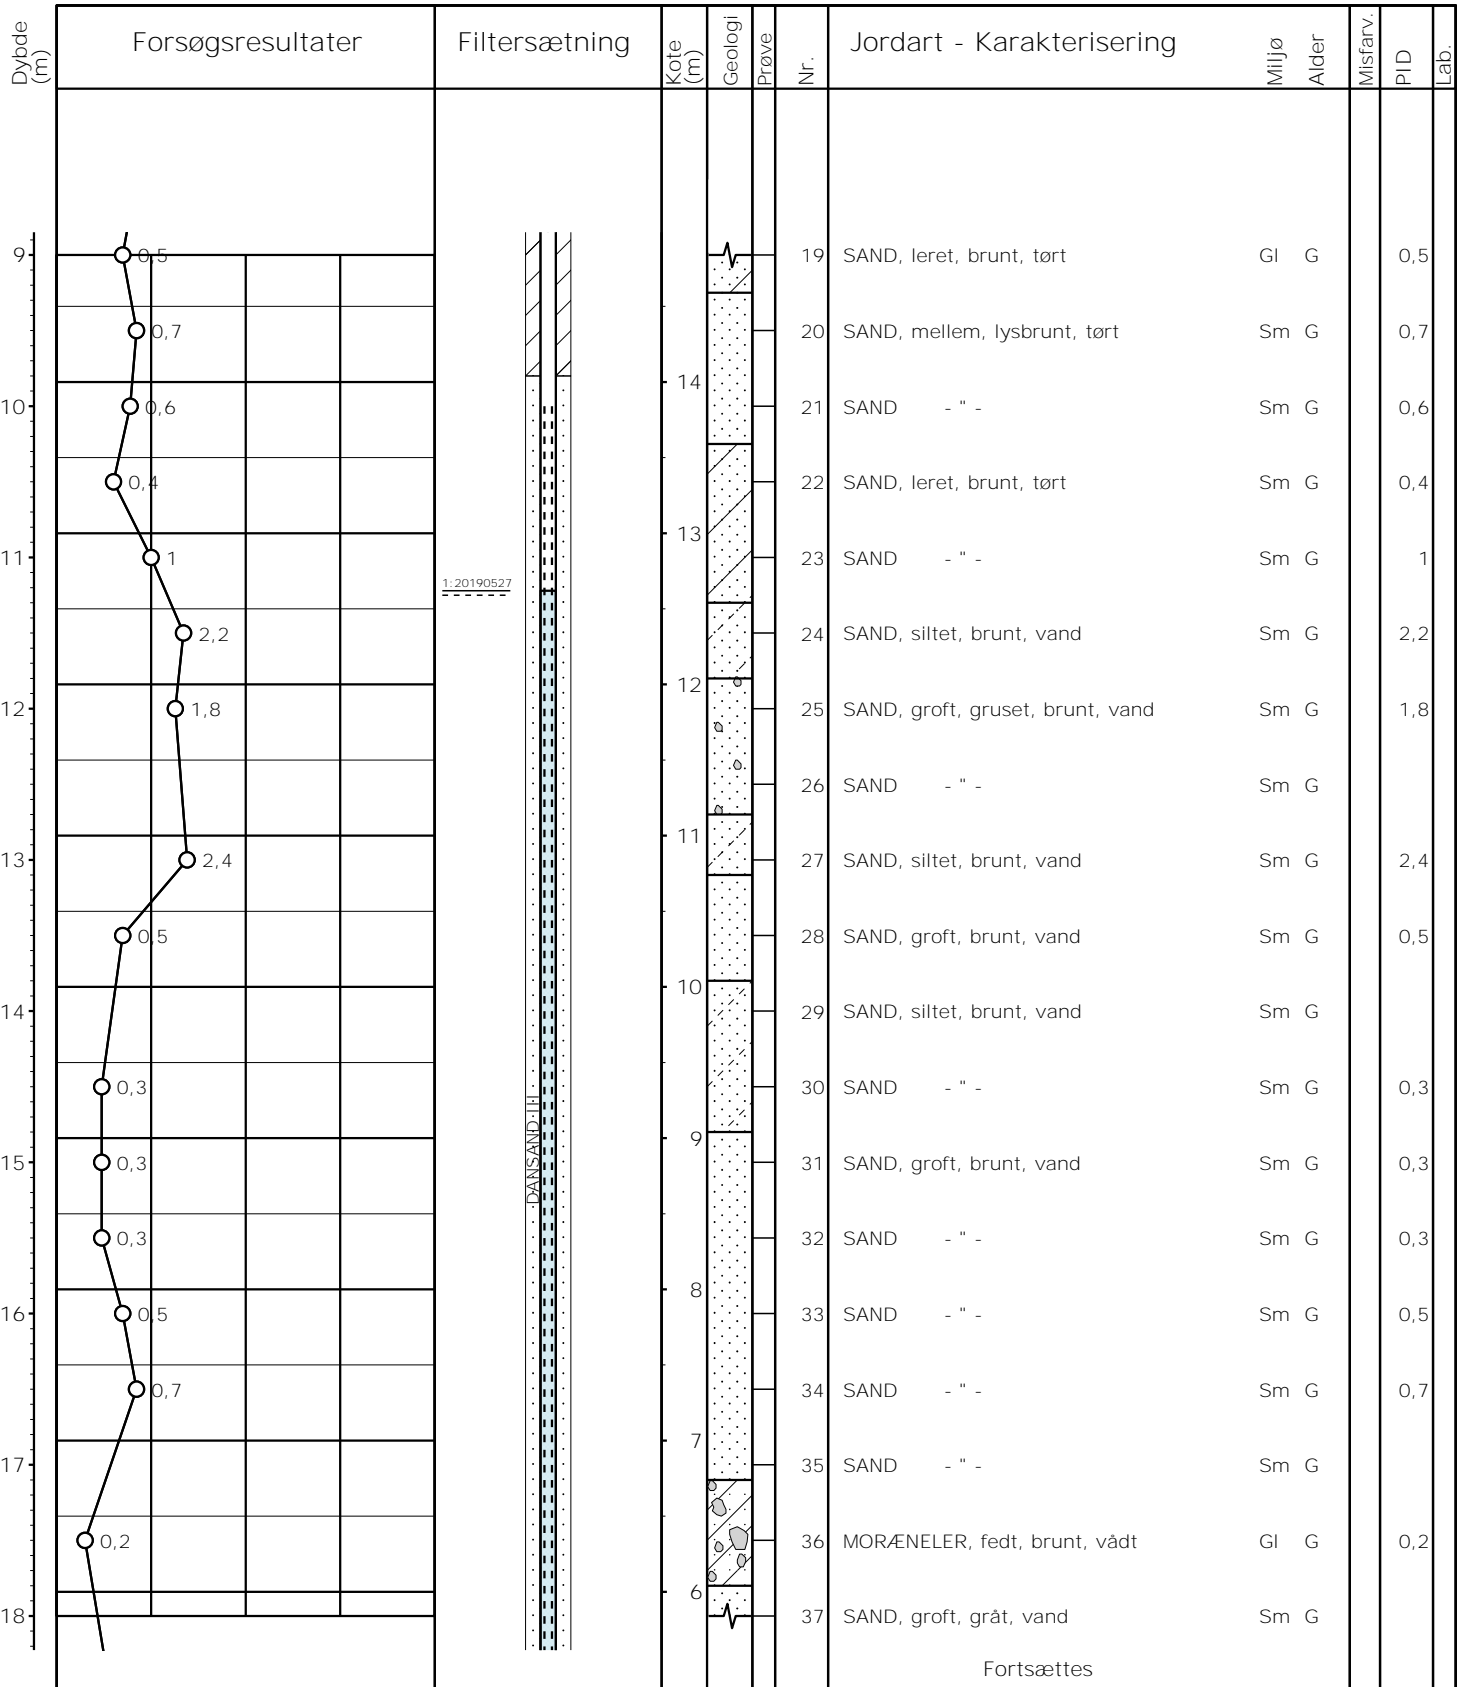 Dybde (m) Forsøgsresultater Filtersætning Kote (m) Geologi Prøve Nr. Jordart - Karakterisering Miljø Alder Misfarv. PID Lab.
9 0,5 19 SAND, leret, brunt, tørt Gl G 0,5
0,7 20 SAND, mellem, lysbrunt, tørt Sm G 0,7
14
10 0,6 21 SAND - " - Sm G 0,6
0,4 22 SAND, leret, brunt, tørt Sm G 0,4
13
11 1 23 SAND - " - Sm G 1
1:20190527
2,2 24 SAND, siltet, brunt, vand Sm G 2,2
12
12 1,8 25 SAND, groft, gruset, brunt, vand Sm G 1,8
26 SAND - " - Sm G
11
13 2,4 27 SAND, siltet, brunt, vand Sm G 2,4
0,5 28 SAND, groft, brunt, vand Sm G 0,5
10
14 29 SAND, siltet, brunt, vand Sm G
0,3 30 SAND - " - Sm G 0,3
DANSAND III
9
15 0,3 31 SAND, groft, brunt, vand Sm G 0,3
0,3 32 SAND - " - Sm G 0,3
8
16 0,5 33 SAND - " - Sm G 0,5
0,7 34 SAND - " - Sm G 0,7
7
17 35 SAND - " - Sm G
0,2 36 MORÆNELER, fedt, brunt, vådt Gl G 0,2
6
18 37 SAND, groft, gråt, vand Sm G
Fortsættes